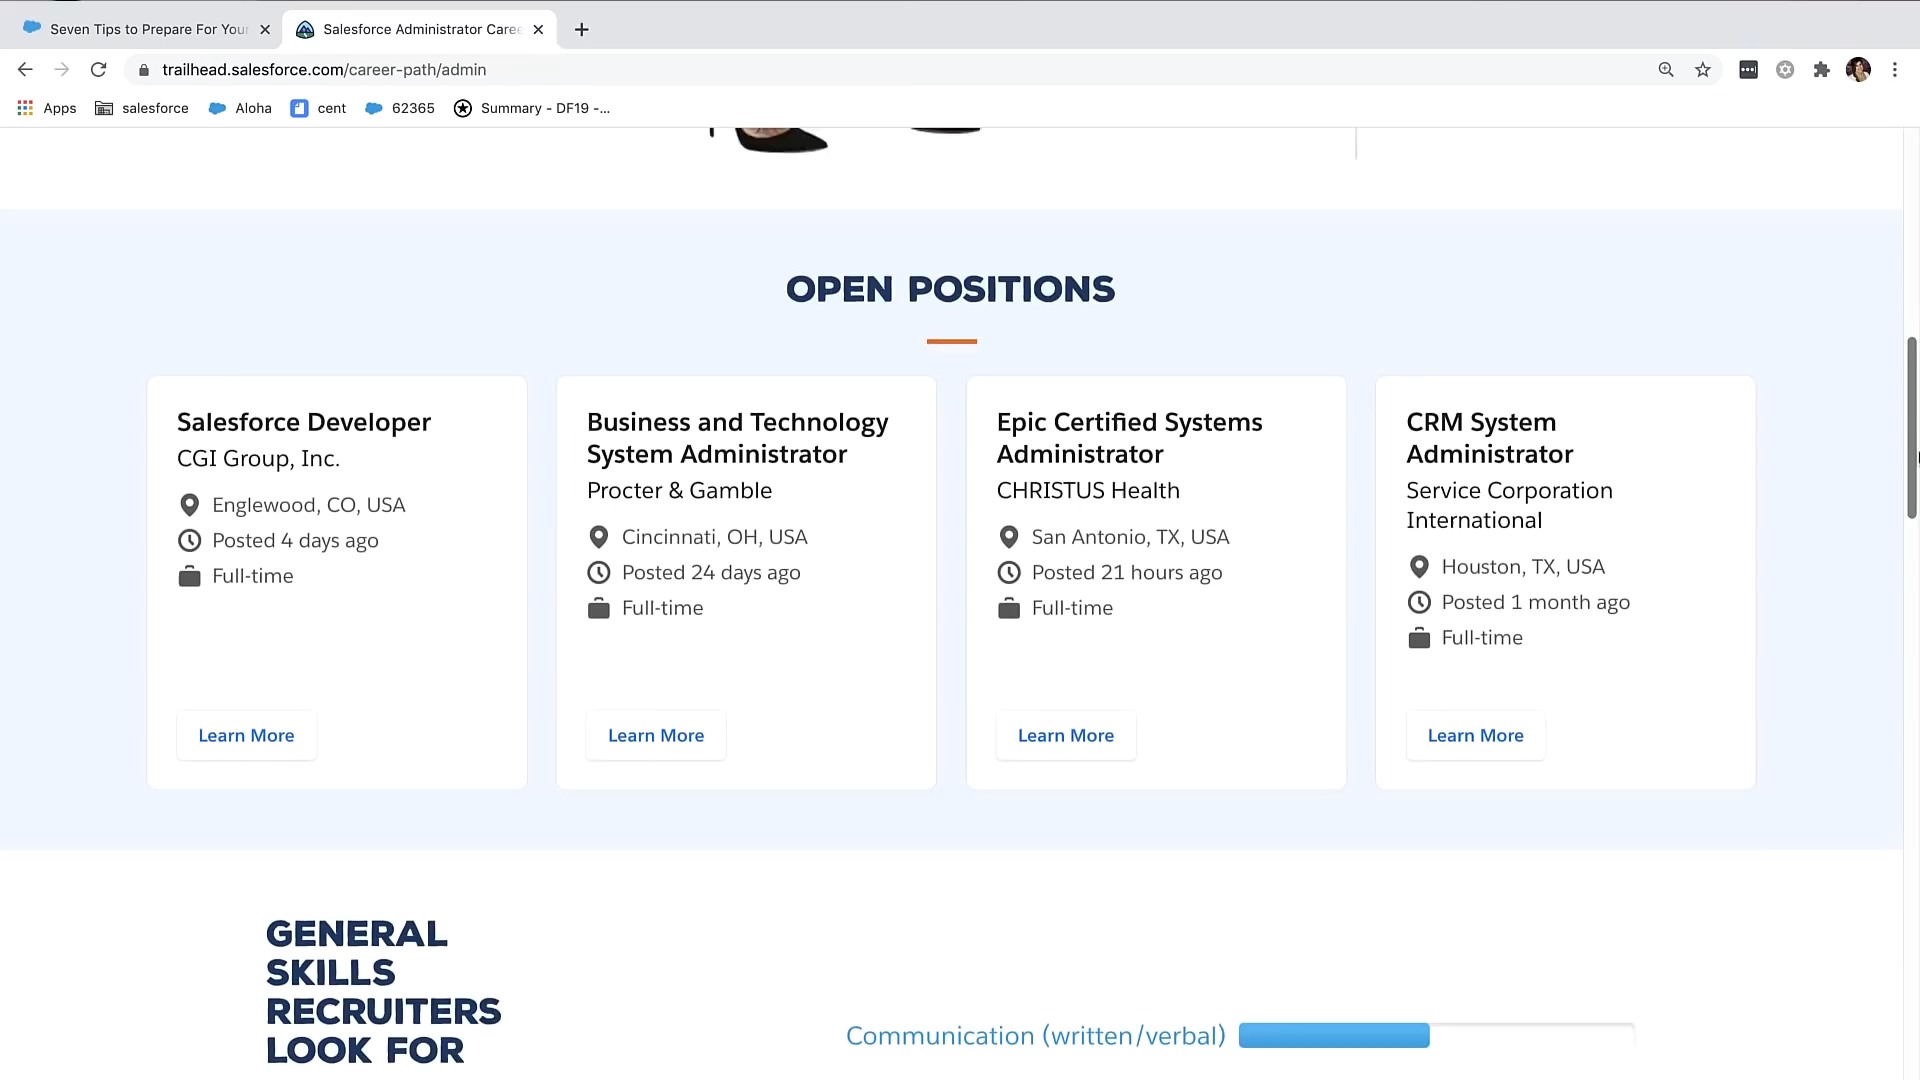 Seven Tips to Prepare For Your
Salesforce Administrator Caree
trailhead.salesforce.com/career-path/admin
Apps
salesforce
Aloha
cent
62365
Summary - DF19 -...
OPEN POSITIONS
Salesforce Developer
CGI Group, Inc.
Englewood, CO, USA
Posted 4 days ago
Full-time
Learn More
Business and Technology
System Administrator
Procter & Gamble
Cincinnati, OH, USA
Posted 24 days ago
Full-time
Learn More
Epic Certified Systems
Administrator
CHRISTUS Health
San Antonio, TX, USA
Posted 21 hours ago
Full-time
Learn More
CRM System
Administrator
Service Corporation
International
Houston, TX, USA
Posted 1 month ago
Full-time
Learn More
GENERAL
SKILLS
RECRUITERS
LOOK FOR
Communication (written/verbal)